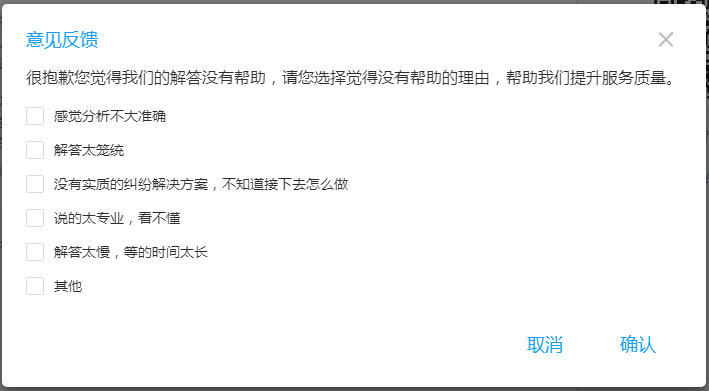 意见反馈
很抱歉您觉得我们的解答没有帮助，请您选择觉得没有帮助的理由，帮助我们提升服务质量。
感觉分析不大准确
解答太笼统
没有实质的纠纷解决方案，不知道接下去怎么做
说的太专业，看不懂
解答太慢，等的时间太长
其他
取消
确认